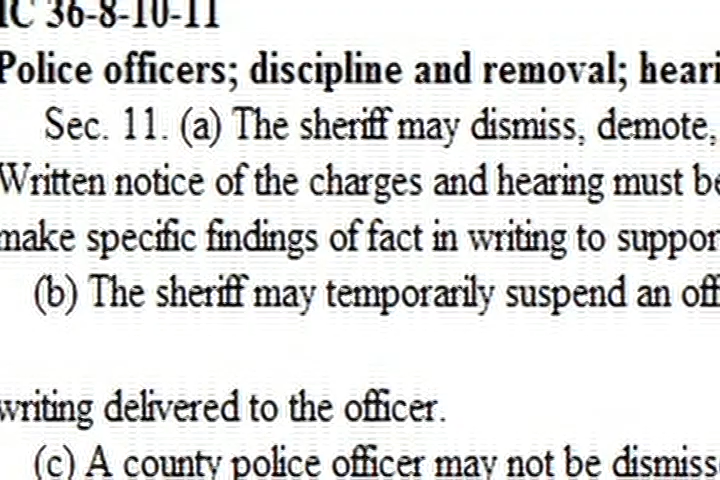 IC 36-8-10-11
Police officers; discipline and removal; heari
Sec. 11. (a) The sheriff may dismiss, demote,
Written notice of the charges and hearing must be
make specific findings of fact in writing to suppor
(b) The sheriff may temporarily suspend an off
writing delivered to the officer.
(c) A county police officer may not be dismisse